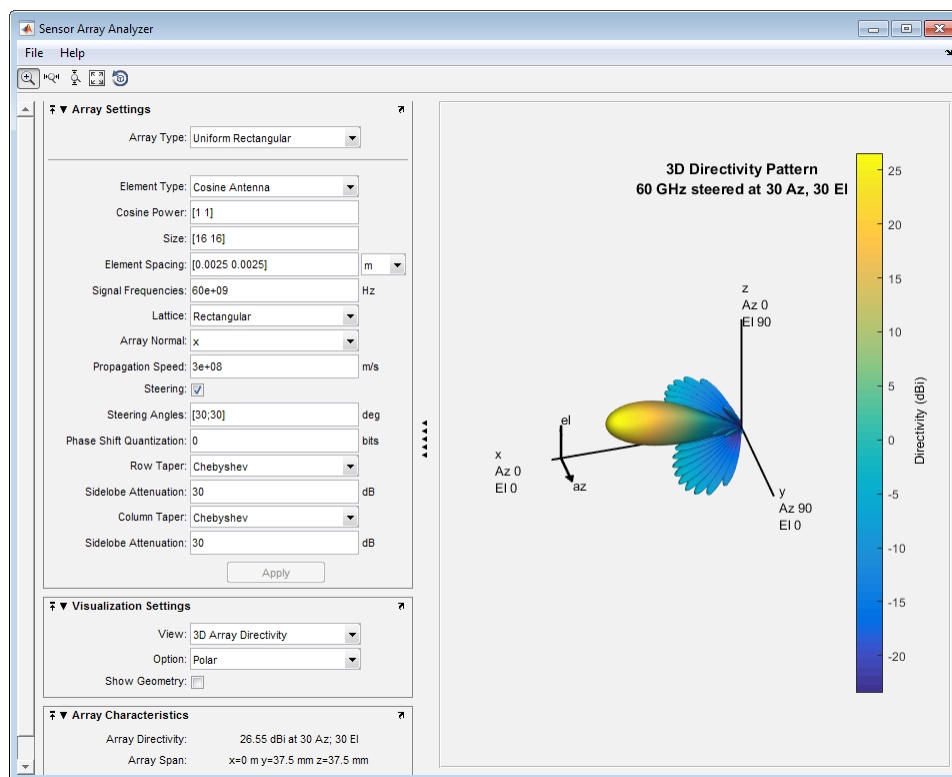 Sensor Array Analyzer
File Help
Array Settings
Array Type: Uniform Rectangular
Element Type: Cosine Antenna
Cosine Power: [1 1]
Size: [16 16]
Element Spacing: [0.0025 0.0025] m
Signal Frequencies: 60e+09 Hz
Lattice: Rectangular
Array Normal: x
Propagation Speed: 3e+08 m/s
Steering:
Steering Angles: [30;30] deg
Phase Shift Quantization: 0 bits
Row Taper: Chebyshev
Sidelobe Attenuation: 30 dB
Column Taper: Chebyshev
Sidelobe Attenuation: 30 dB
Apply
Visualization Settings
View: 3D Array Directivity
Option: Polar
Show Geometry:
Array Characteristics
Array Directivity: 26.55 dBi at 30 Az; 30 El
Array Span: x=0 m y=37.5 mm z=37.5 mm
3D Directivity Pattern
60 GHz steered at 30 Az, 30 El
z
Az 0
El 90
el
az
x
Az 0
El 0
y
Az 90
El 0
25
20
15
10
5
0
-5
-10
-15
-20
Directivity (dBi)